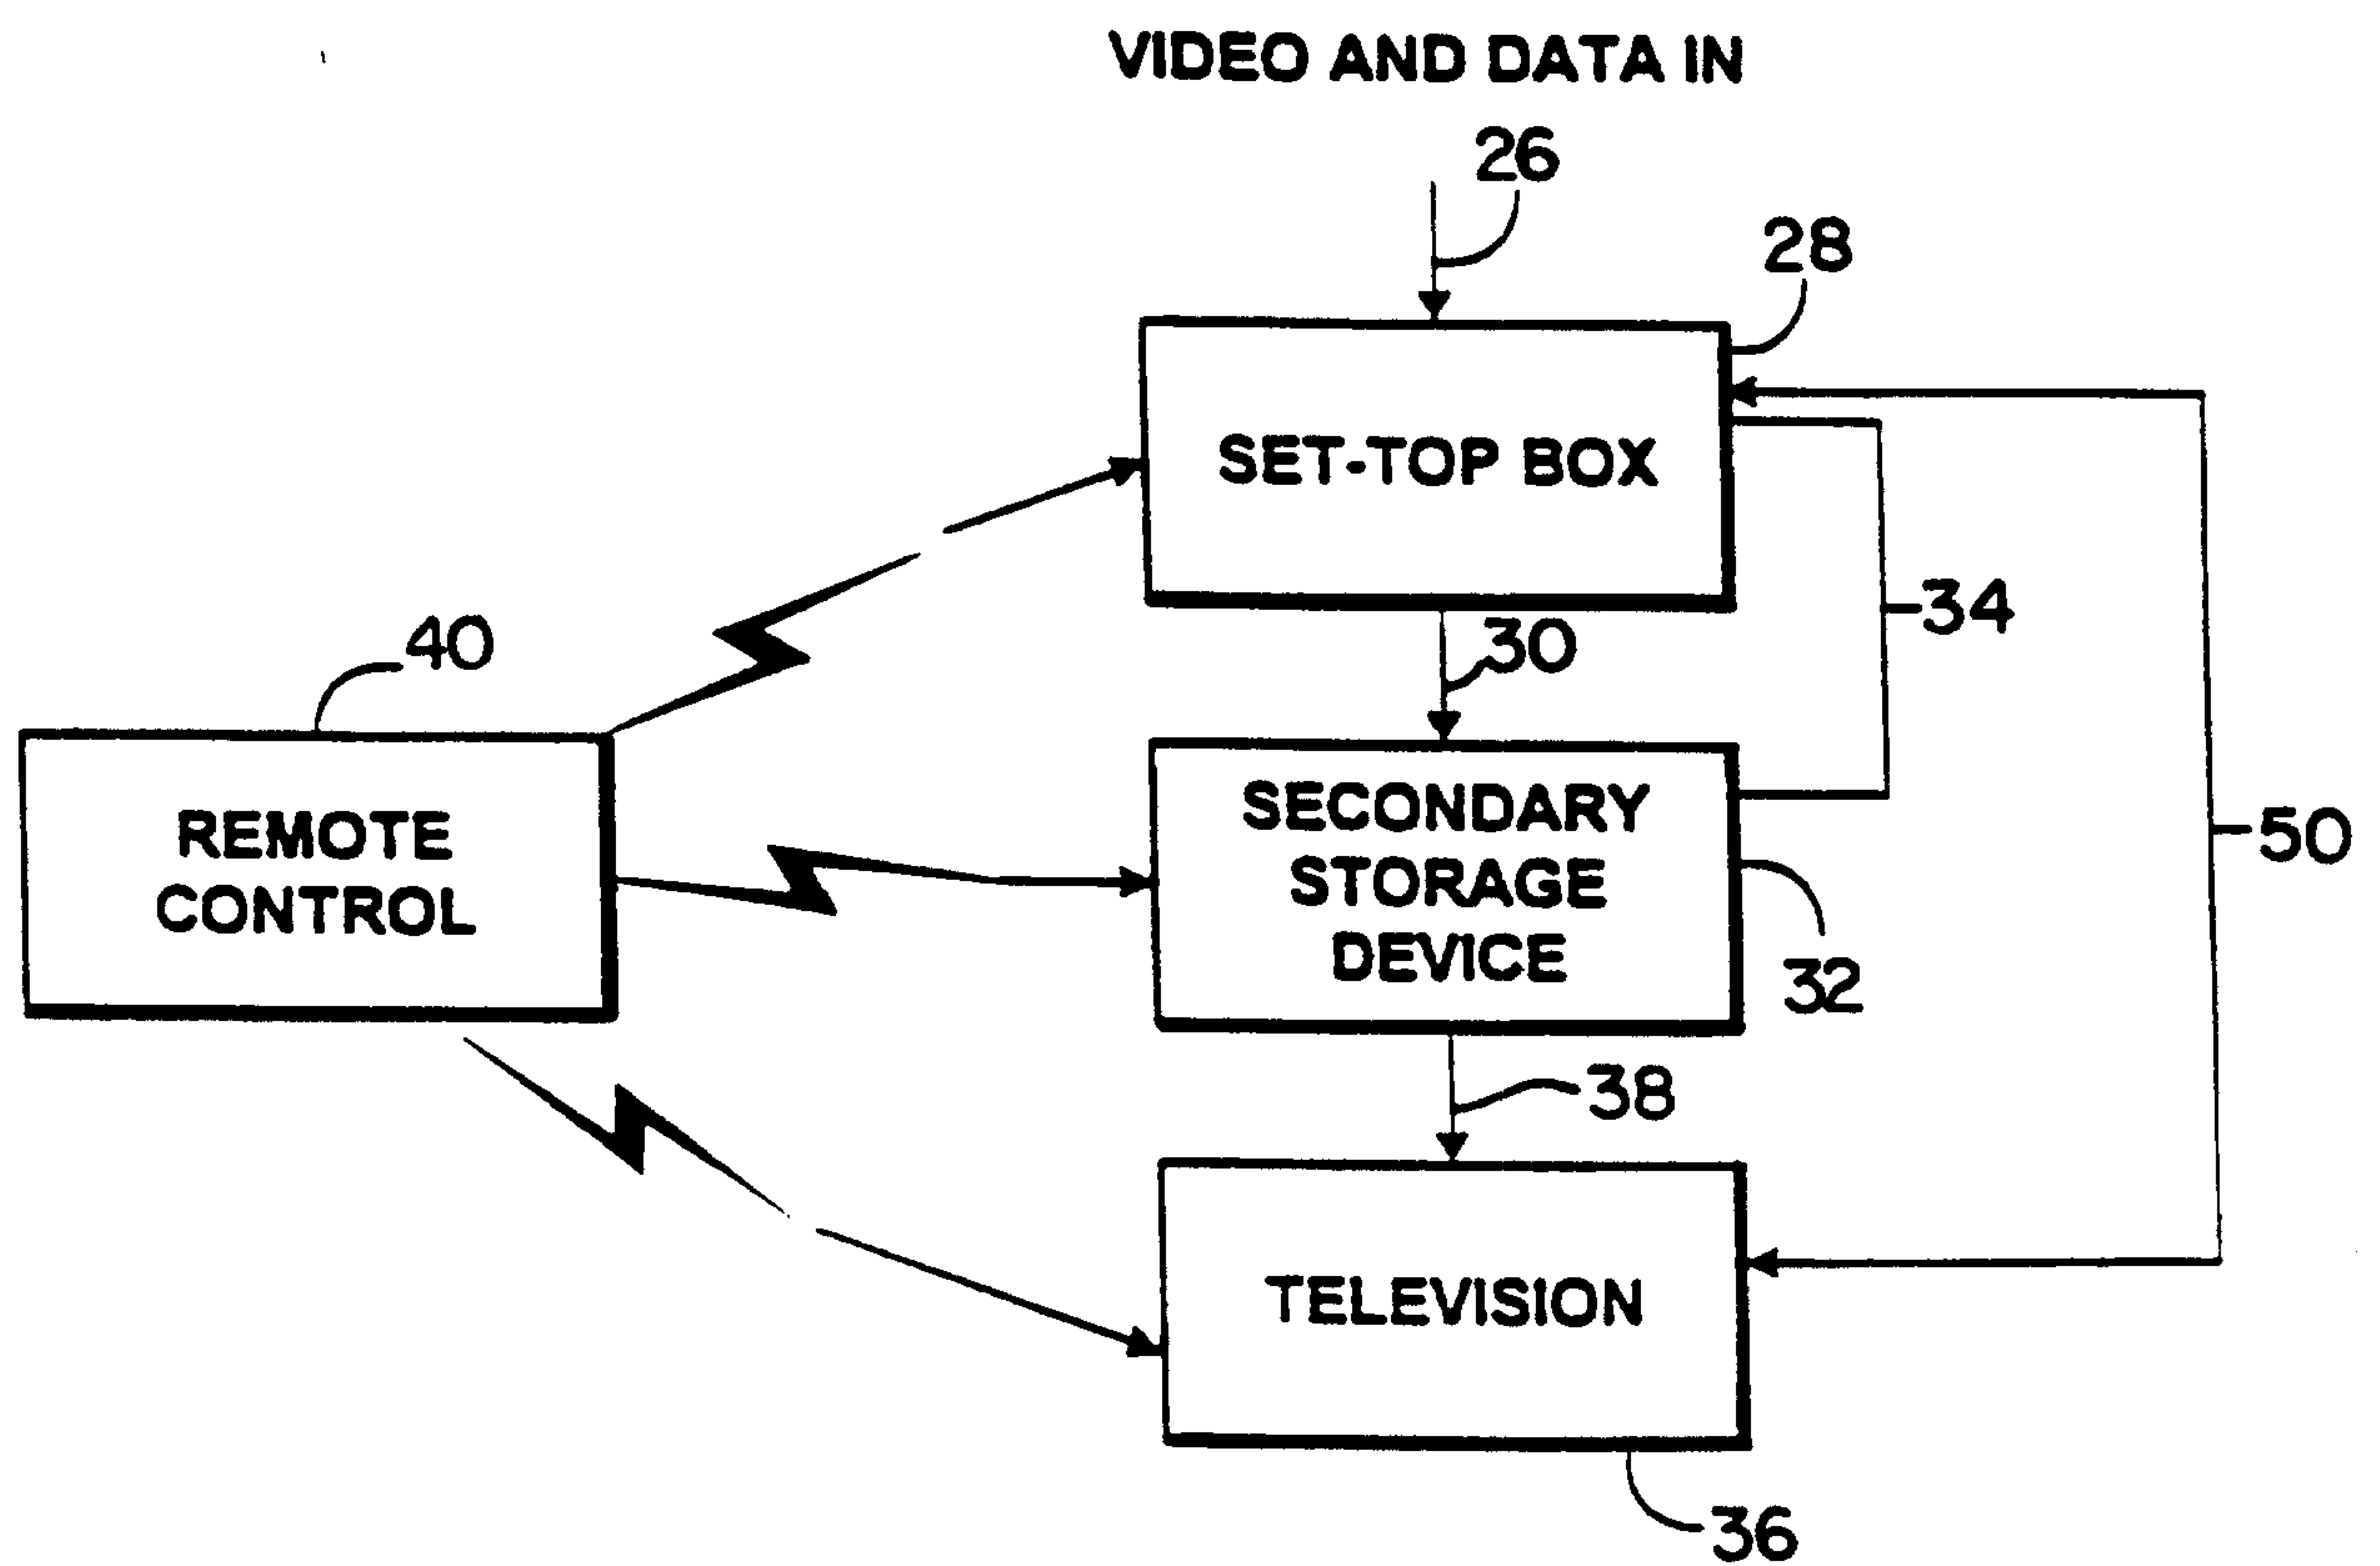 VIDEO AND DATA IN
26
28
SET-TOP BOX
34
30
40
REMOTE
CONTROL
SECONDARY
STORAGE
DEVICE
50
32
38
TELEVISION
36